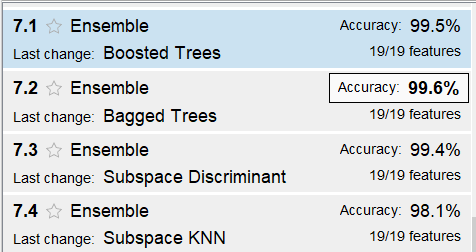 7.1 Ensemble Accuracy: 99.5%
Last change: Boosted Trees 19/19 features
7.2 Ensemble Accuracy: 99.6%
Last change: Bagged Trees 19/19 features
7.3 Ensemble Accuracy: 99.4%
Last change: Subspace Discriminant 19/19 features
7.4 Ensemble Accuracy: 98.1%
Last change: Subspace KNN 19/19 features